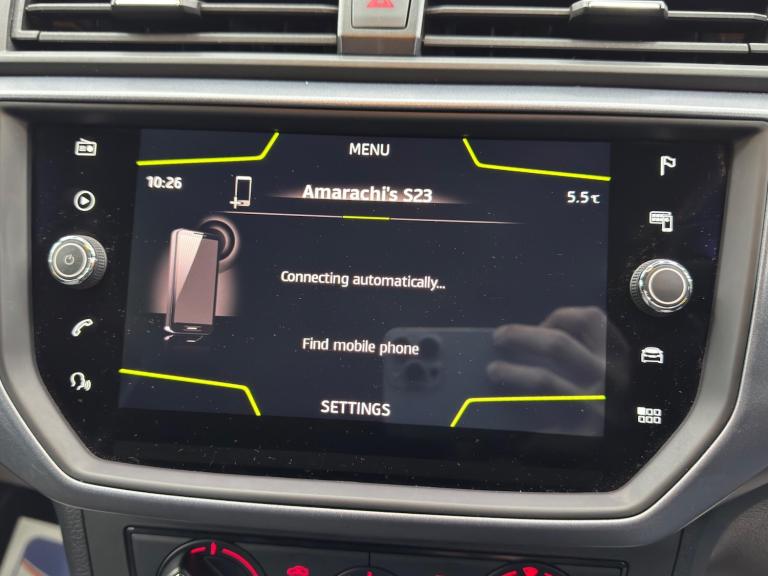 MENU
10:26
Amarachi's S23
5.5℃
Connecting automatically...
Find mobile phone
SETTINGS